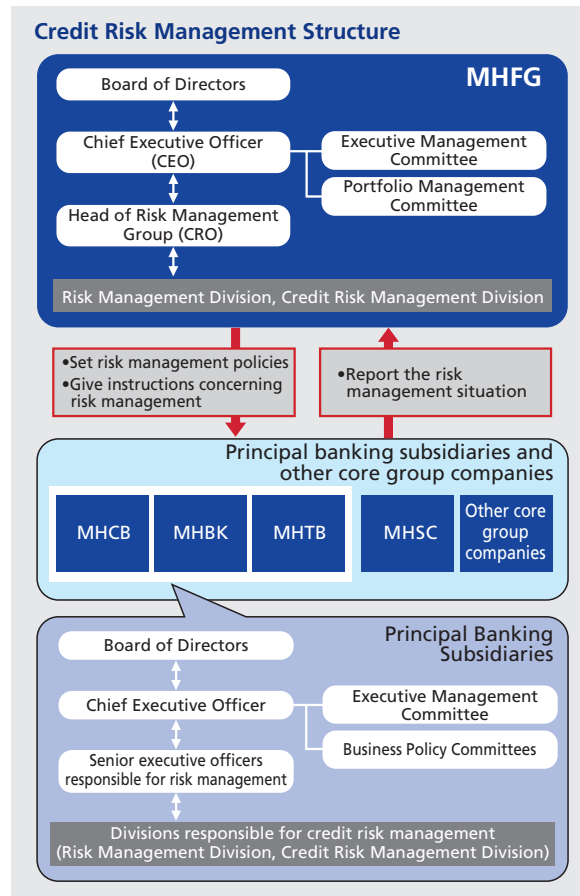 Credit Risk Management Structure
MHFG
Board of Directors
Chief Executive Officer
(CEO)
Executive Management
Committee
Portfolio Management
Committee
Head of Risk Management
Group (CRO)
Risk Management Division, Credit Risk Management Division
•Set risk management policies
•Give instructions concerning
risk management
•Report the risk
management situation
Principal banking subsidiaries and
other core group companies
MHCB
MHBK
MHTB
MHSC
Other core
group
companies
Principal Banking
Subsidiaries
Board of Directors
Chief Executive Officer
Executive Management
Committee
Business Policy Committees
Senior executive officers
responsible for risk management
Divisions responsible for credit risk management
(Risk Management Division, Credit Risk Management Division)